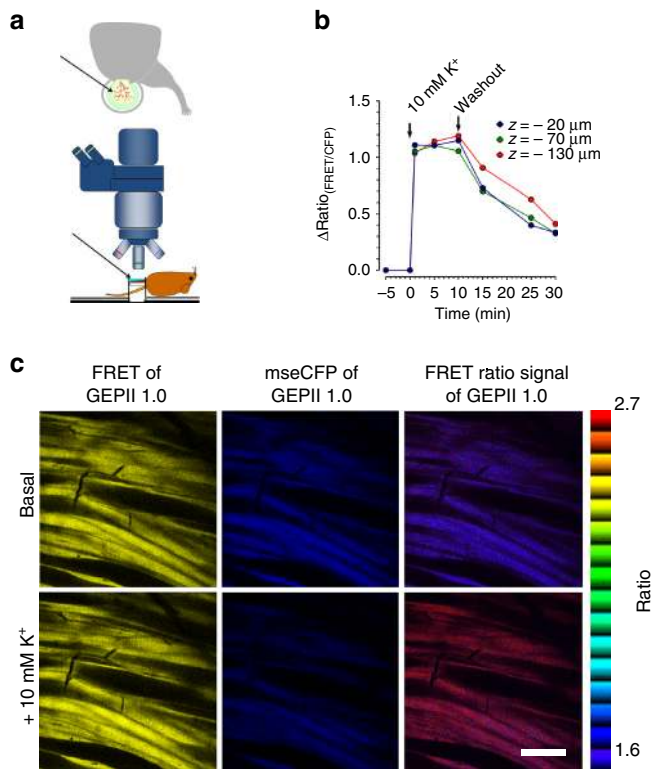 a
b
10 mM K⁺
Washout
z = − 20 µm
z = − 70 µm
z = − 130 µm
1.5
1.0
0.5
0.0
ΔRatio(FRET/CFP)
−5 0 5 10 15 20 25 30
Time (min)
c
FRET of
GEPII 1.0
mseCFP of
GEPII 1.0
FRET ratio signal
of GEPII 1.0
Basal
+ 10 mM K⁺
2.7
Ratio
1.6